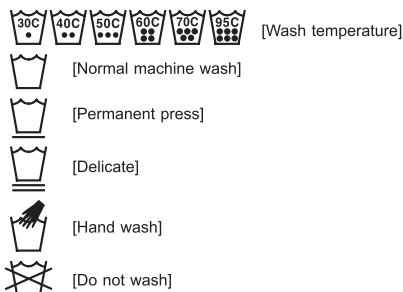 30C 40C 50C 60C 70C 95C [Wash temperature]
[Normal machine wash]
[Permanent press]
[Delicate]
[Hand wash]
[Do not wash]